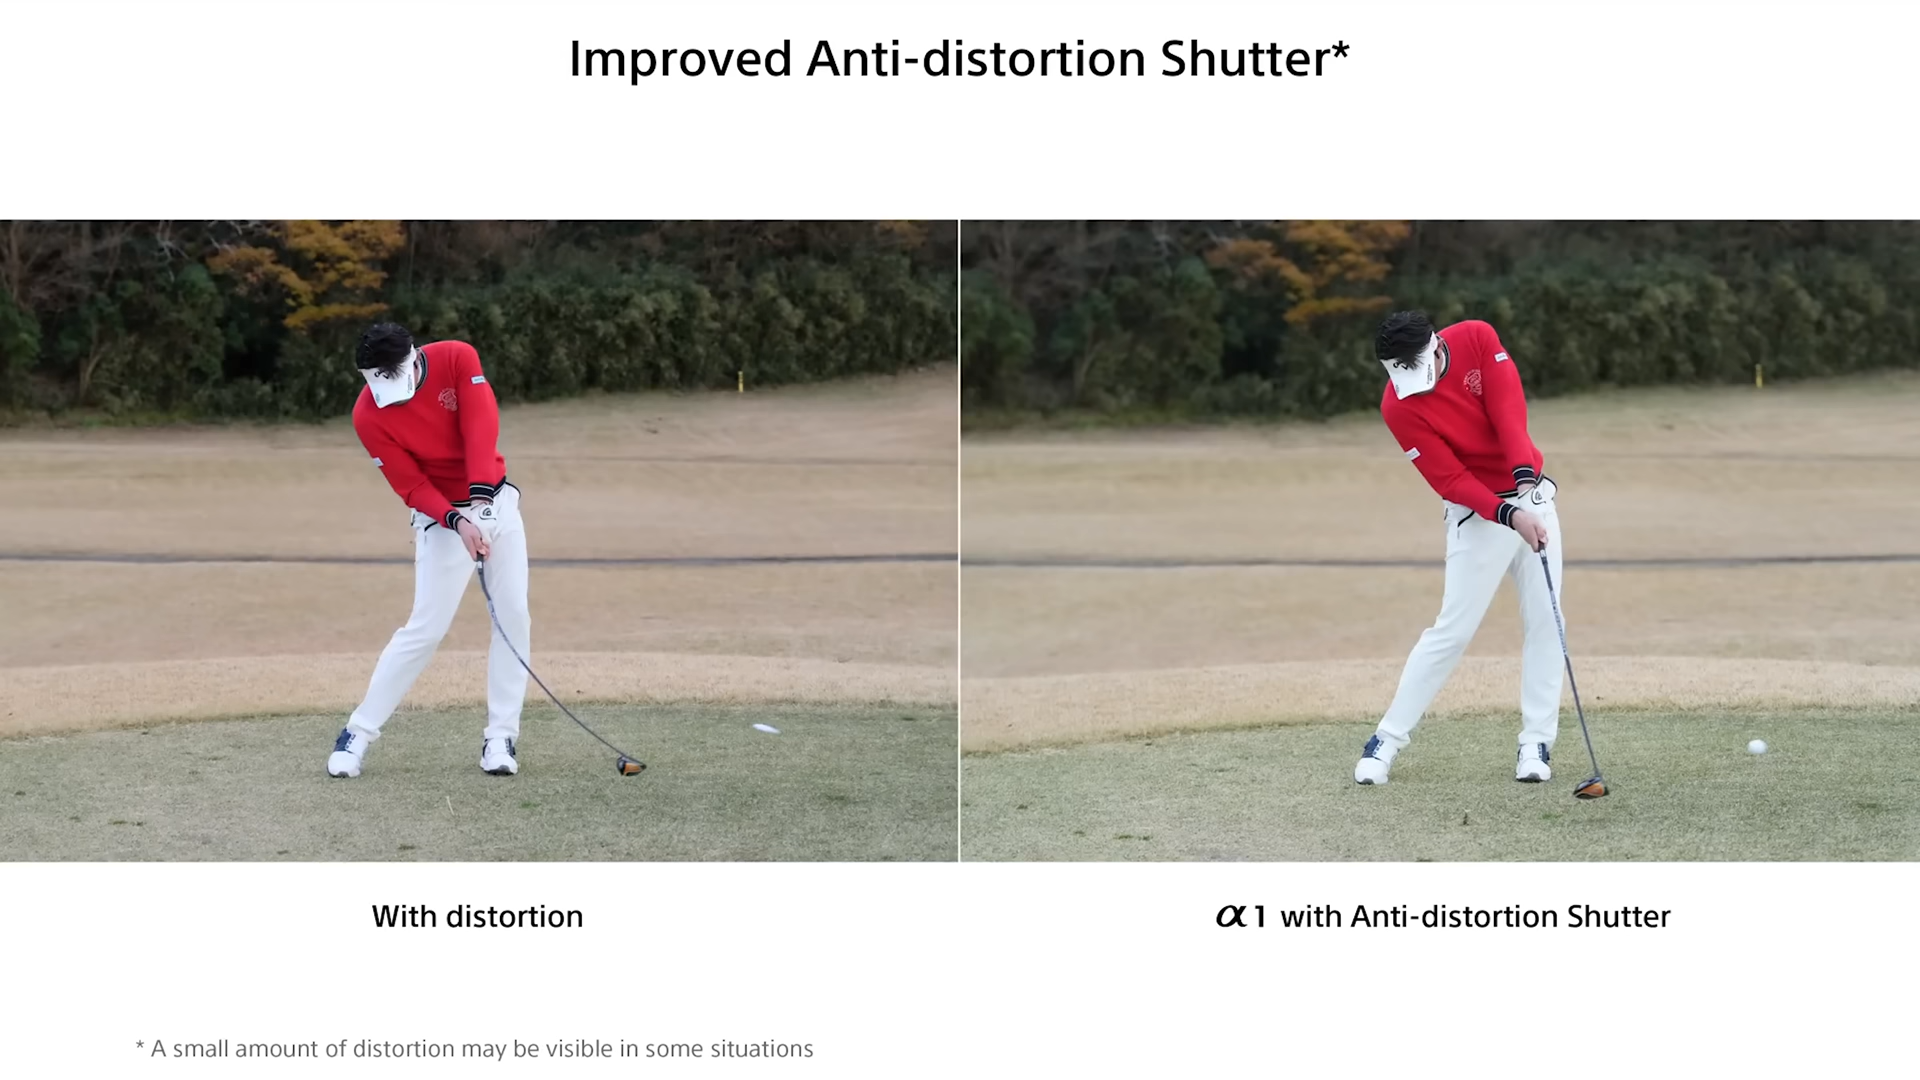 Improved Anti-distortion Shutter*
With distortion
α1 with Anti-distortion Shutter
* A small amount of distortion may be visible in some situations